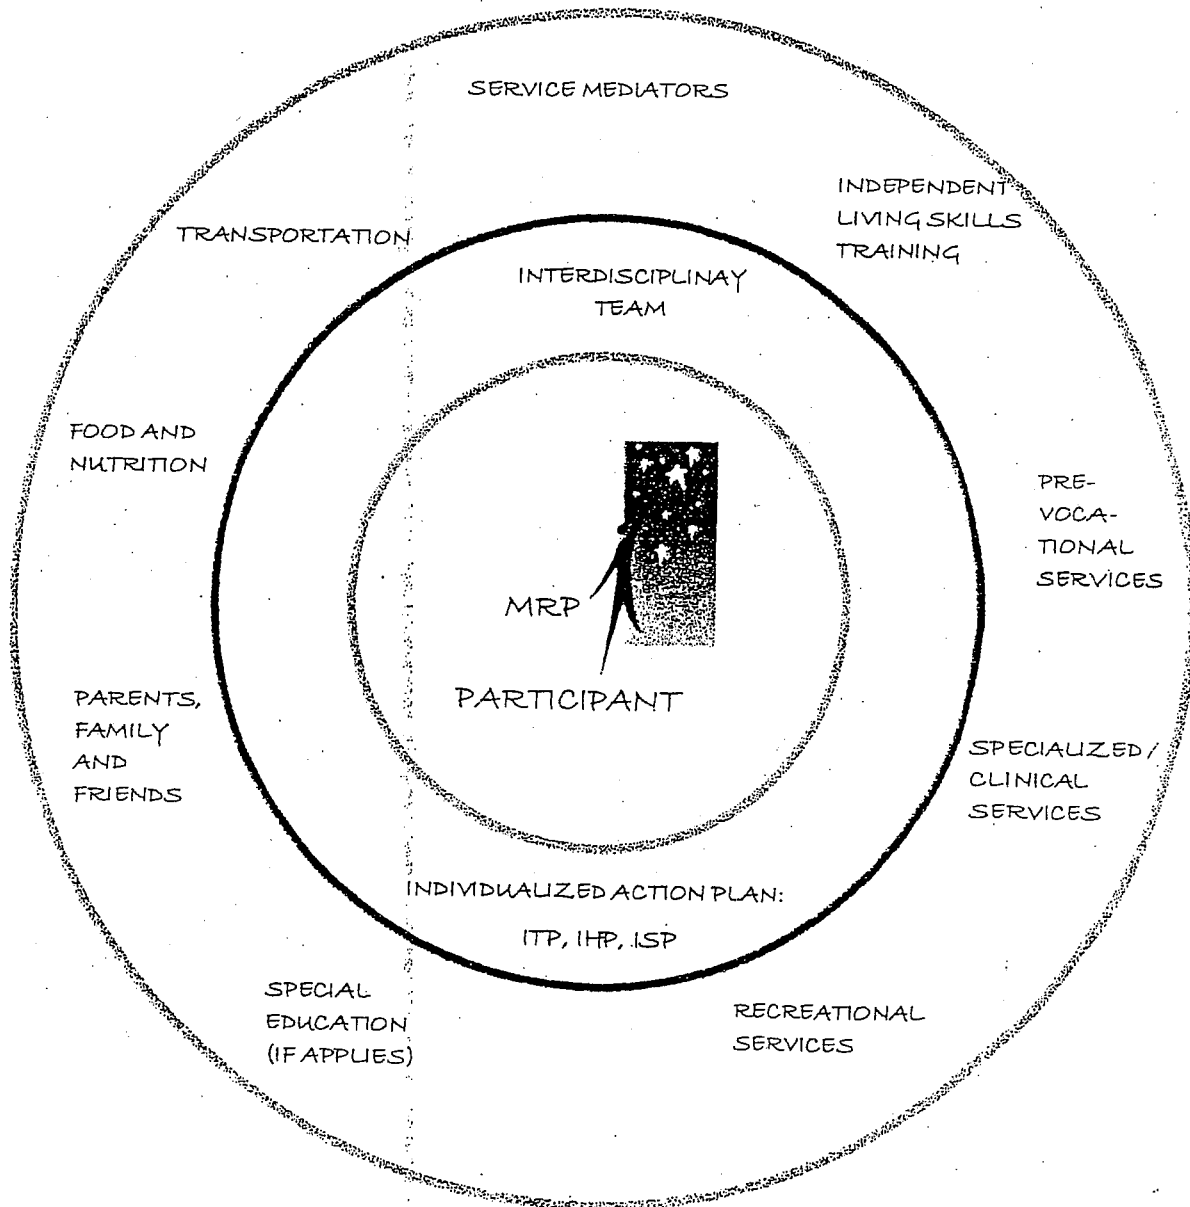 SERVICE MEDIATORS
INDEPENDENT
LIVING SKILLS
TRAINING
TRANSPORTATION
INTERDISCIPLINAY
TEAM
FOOD AND
NUTRITION
PRE-
VOCA-
TIONAL
SERVICES
MRP
PARTICIPANT
PARENTS,
FAMILY
AND
FRIENDS
SPECIALIZED /
CLINICAL
SERVICES
INDIVIDUALIZED ACTION PLAN:
ITP, IHP, ISP
SPECIAL
EDUCATION
(IF APPLIES)
RECREATIONAL
SERVICES